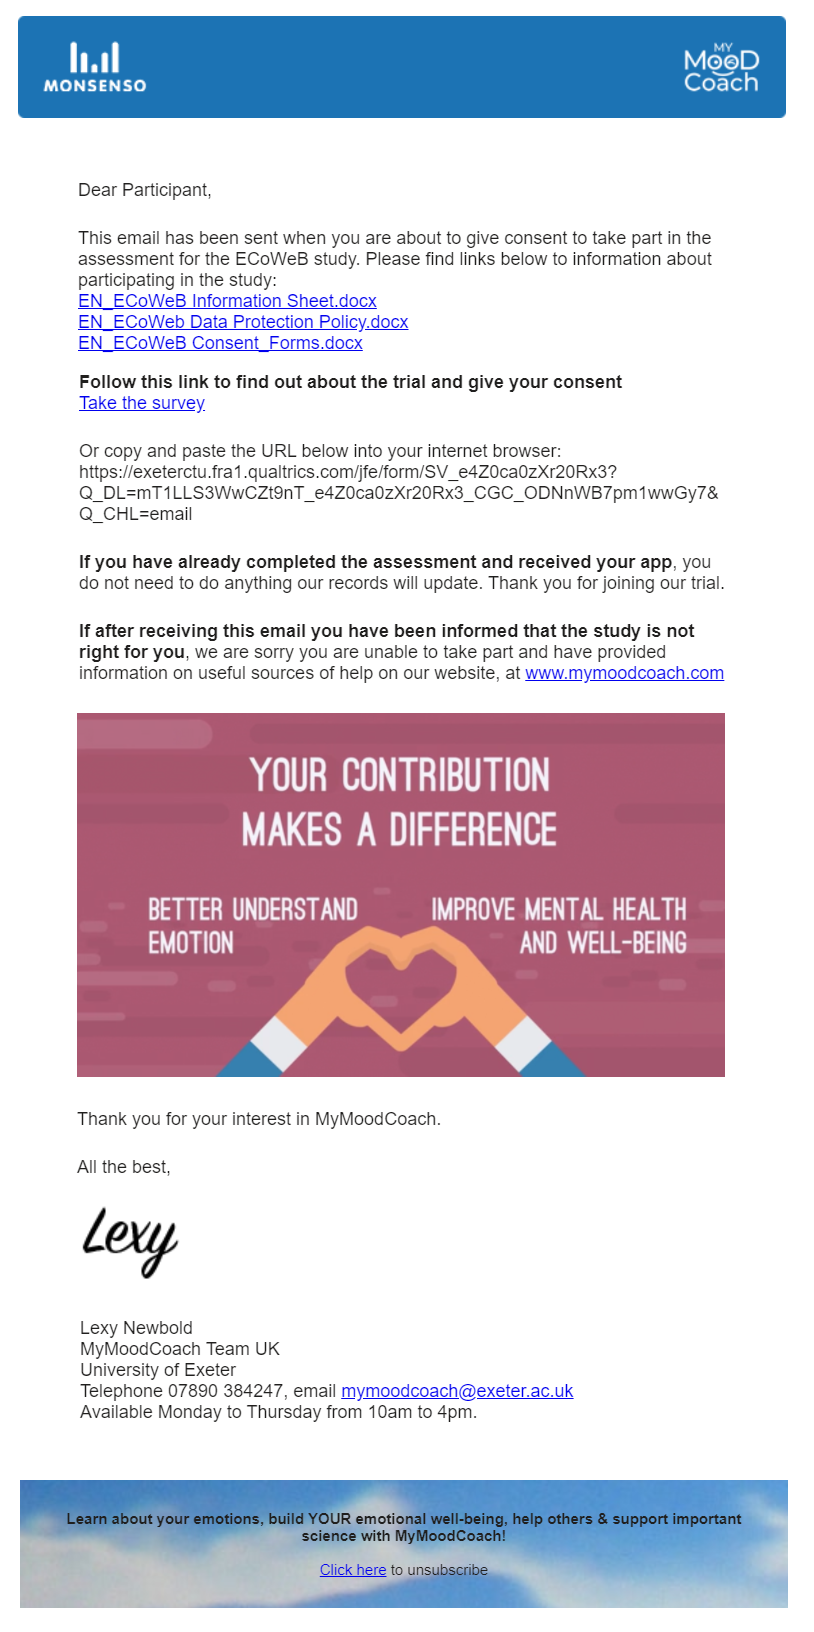 MONSENSO
MY
MooD
Coach
Dear Participant,
This email has been sent when you are about to give consent to take part in the
assessment for the ECoWeB study. Please find links below to information about
participating in the study:
EN_ECoWeB Information Sheet.docx
EN_ECoWeb Data Protection Policy.docx
EN_ECoWeB Consent_Forms.docx
Follow this link to find out about the trial and give your consent
Take the survey
Or copy and paste the URL below into your internet browser:
https://exeterctu.fra1.qualtrics.com/jfe/form/SV_e4Z0ca0zXr20Rx3?
Q_DL=mT1LLS3WwCZt9nT_e4Z0ca0zXr20Rx3_CGC_ODNnWB7pm1wwGy7&
Q_CHL=email
If you have already completed the assessment and received your app, you
do not need to do anything our records will update. Thank you for joining our trial.
If after receiving this email you have been informed that the study is not
right for you, we are sorry you are unable to take part and have provided
information on useful sources of help on our website, at www.mymoodcoach.com
YOUR CONTRIBUTION
MAKES A DIFFERENCE
BETTER UNDERSTAND
EMOTION
IMPROVE MENTAL HEALTH
AND WELL-BEING
Thank you for your interest in MyMoodCoach.
All the best,
Lexy
Lexy Newbold
MyMoodCoach Team UK
University of Exeter
Telephone 07890 384247, email mymoodcoach@exeter.ac.uk
Available Monday to Thursday from 10am to 4pm.
Learn about your emotions, build YOUR emotional well-being, help others & support important
science with MyMoodCoach!
Click here to unsubscribe